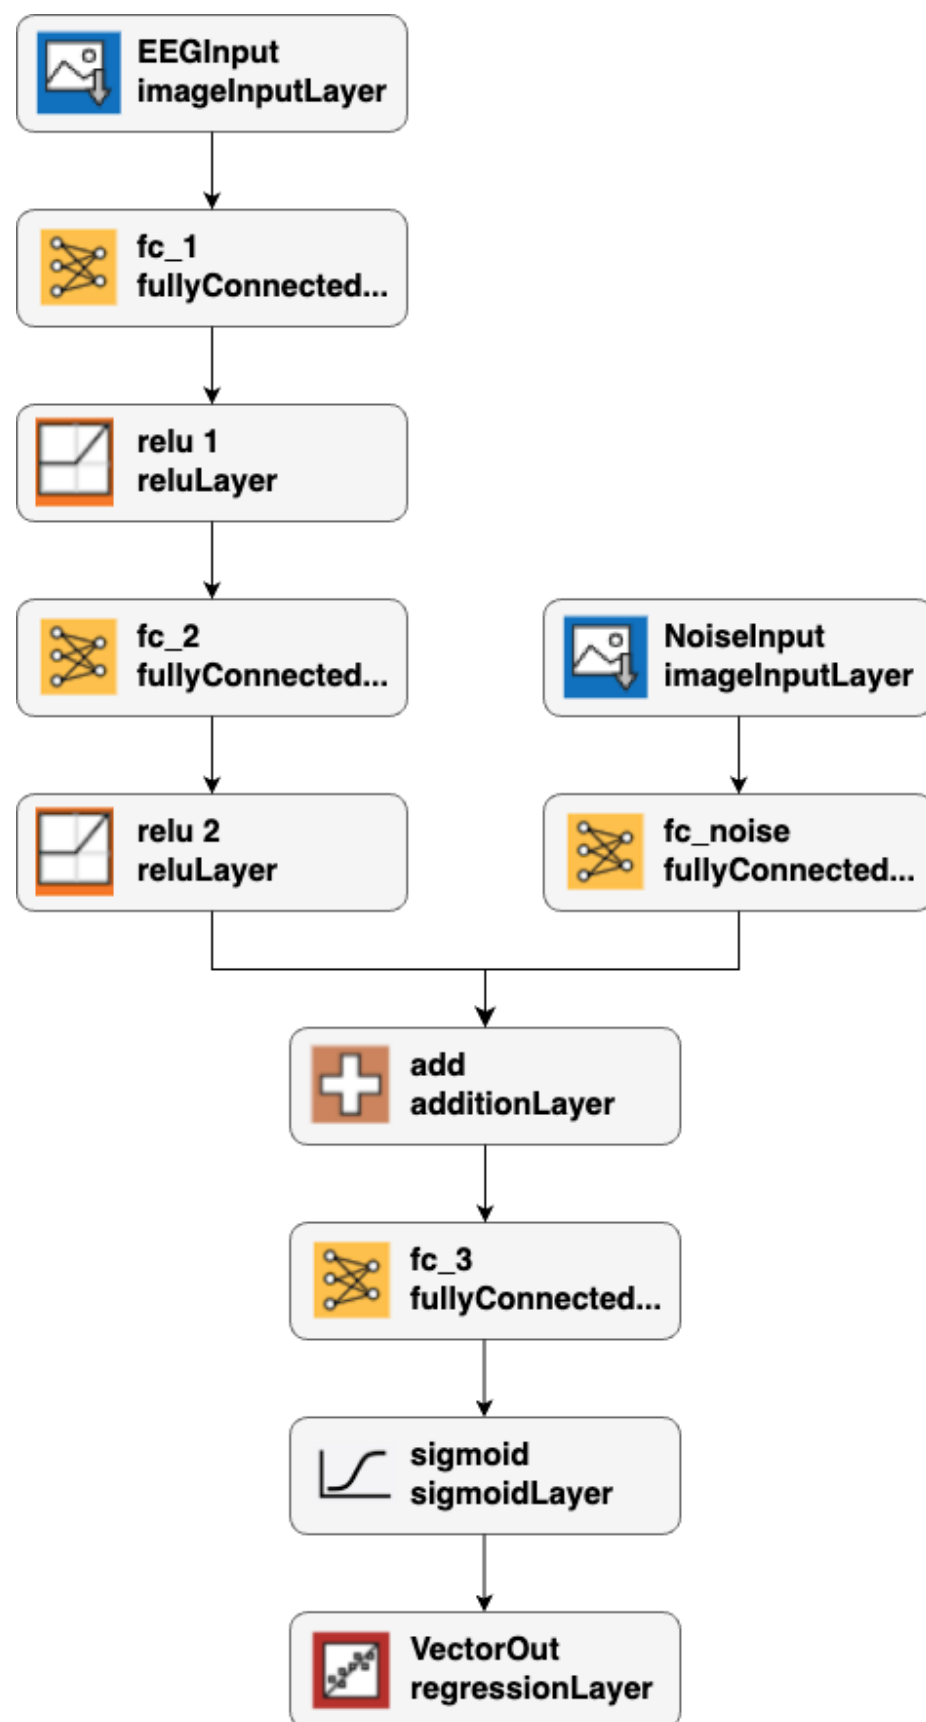 EEGInput
imageInputLayer
fc_1
fullyConnected...
relu 1
reluLayer
fc_2
fullyConnected...
NoiseInput
imageInputLayer
relu 2
reluLayer
fc_noise
fullyConnected...
add
additionLayer
fc_3
fullyConnected...
sigmoid
sigmoidLayer
VectorOut
regressionLayer